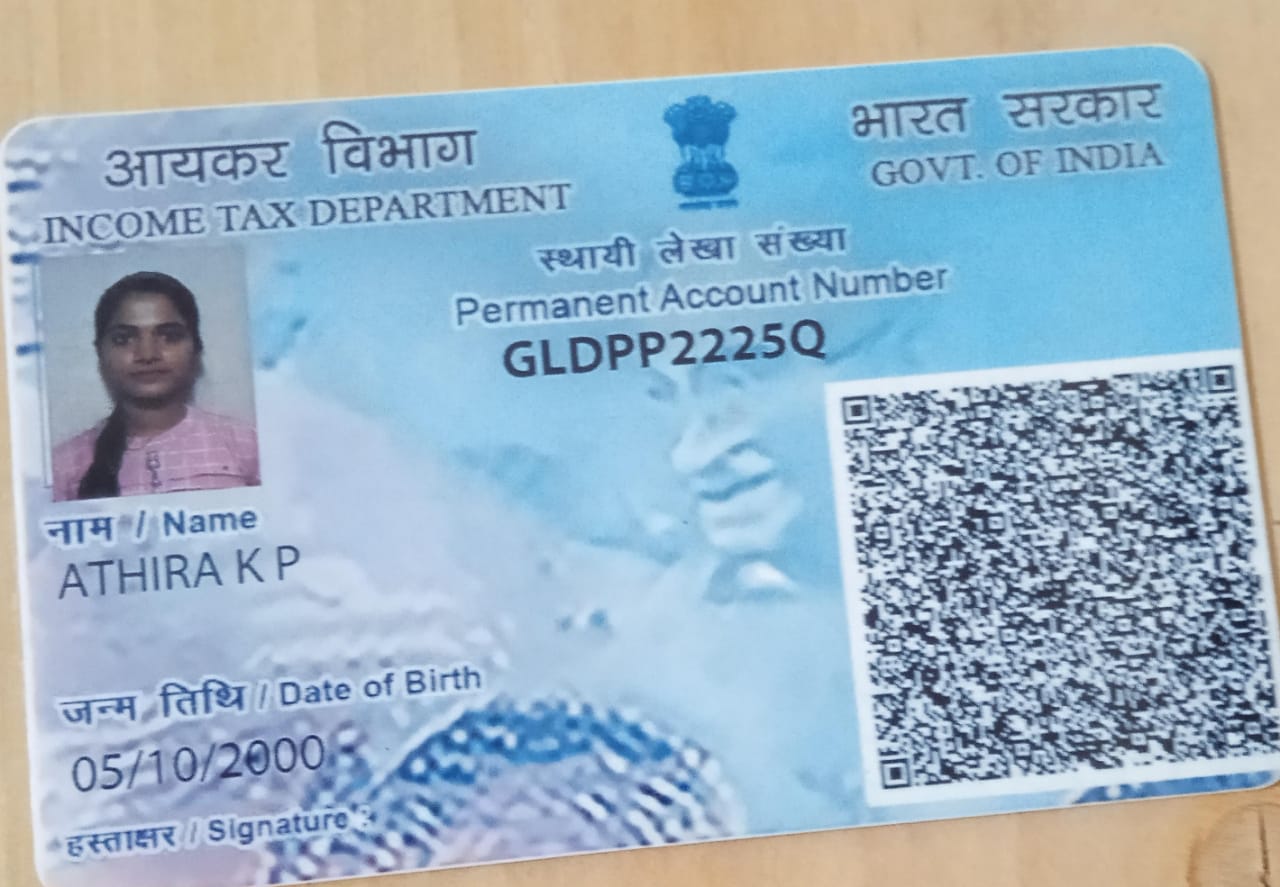 आयकर विभाग
INCOME TAX DEPARTMENT
भारत सरकार
GOVT. OF INDIA
स्थायी लेखा संख्या
Permanent Account Number
GLDPP2225Q
नाम / Name
ATHIRA K P
जन्म तिथि / Date of Birth
05/10/2000
हस्ताक्षर / Signature :